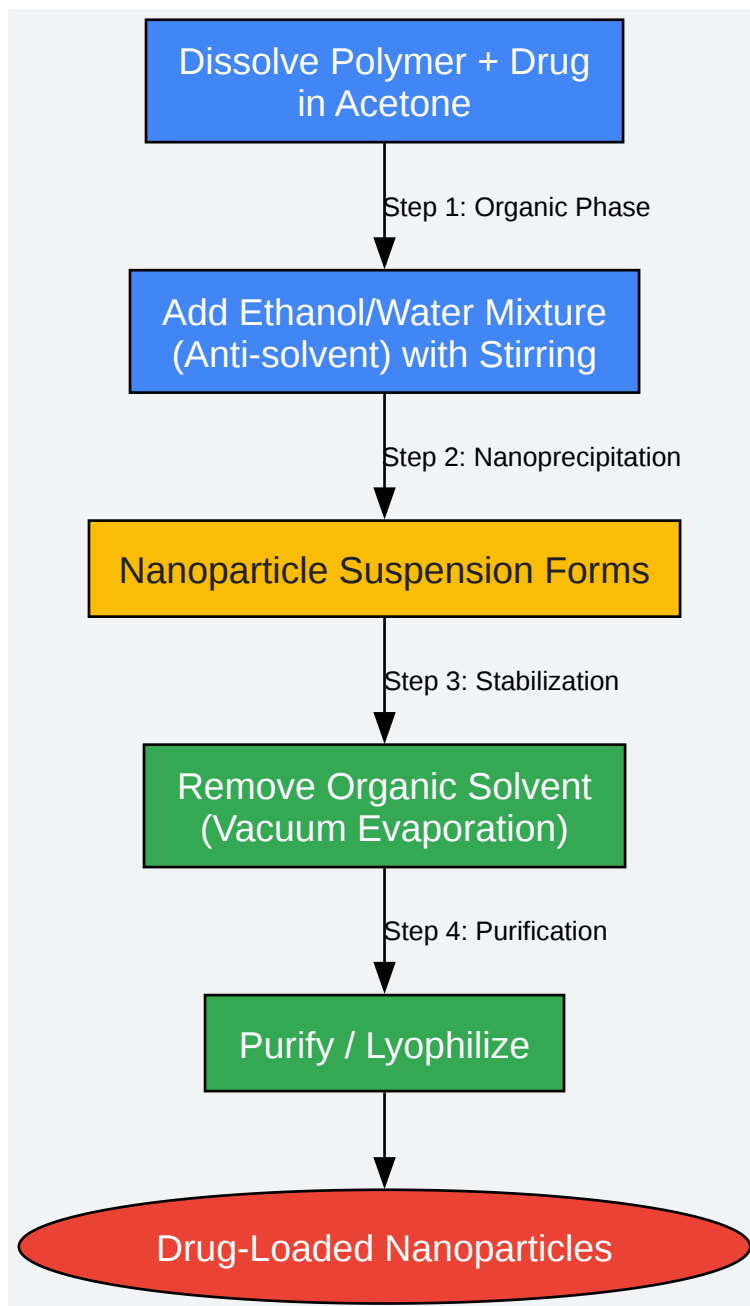 Dissolve Polymer + Drug
in Acetone
Step 1: Organic Phase
Add Ethanol/Water Mixture
(Anti-solvent) with Stirring
Step 2: Nanoprecipitation
Nanoparticle Suspension Forms
Step 3: Stabilization
Remove Organic Solvent
(Vacuum Evaporation)
Step 4: Purification
Purify / Lyophilize
Drug-Loaded Nanoparticles